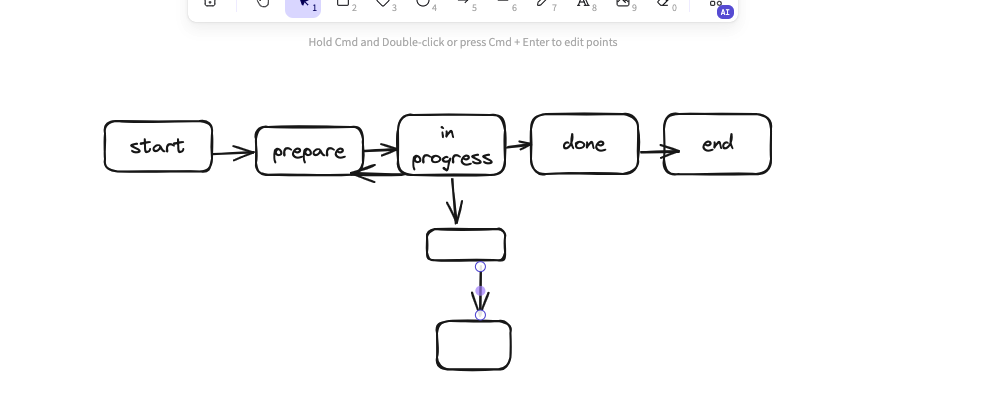 1 2 3 4 5 6 7 8 9 0 AI
Hold Cmd and Double-click or press Cmd + Enter to edit points
start
prepare
in
progress
done
end